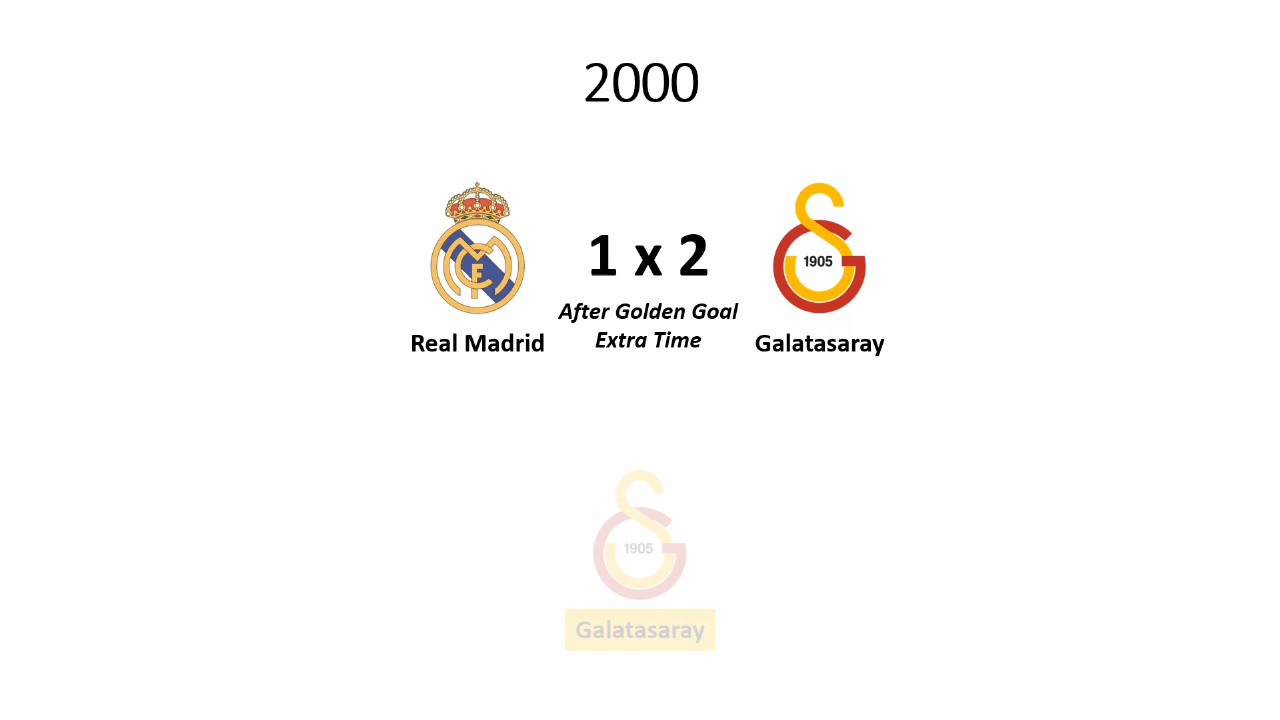 2000
1 x 2
1905
After Golden Goal
Extra Time
Real Madrid
Galatasaray
1905
Galatasaray